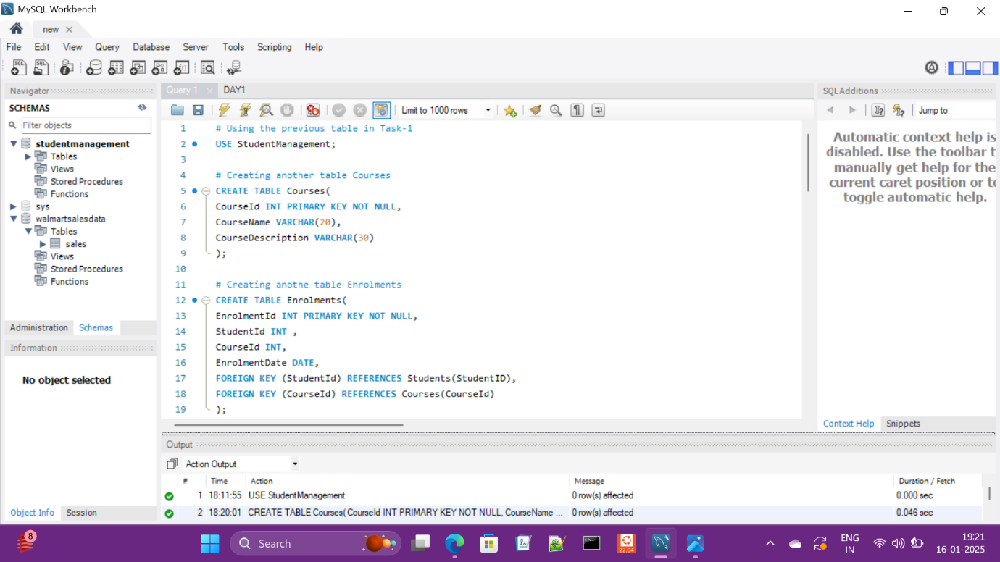 MySQL Workbench
new
File Edit View Query Database Server Tools Scripting Help
Navigator
SCHEMAS
Filter objects
studentmanagement
Tables
Views
Stored Procedures
Functions
sys
walmartsalesdata
Tables
sales
Views
Stored Procedures
Functions
Administration Schemas
Information
No object selected
Object Info Session
Query 1 DAY1
Limit to 1000 rows
1 # Using the previous table in Task-1
2 USE StudentManagement;
3
4 # Creating another table Courses
5 CREATE TABLE Courses(
6 CourseId INT PRIMARY KEY NOT NULL,
7 CourseName VARCHAR(20),
8 CourseDescription VARCHAR(30)
9 );
10
11 # Creating anothe table Enrolments
12 CREATE TABLE Enrolments(
13 EnrolmentId INT PRIMARY KEY NOT NULL,
14 StudentId INT ,
15 CourseId INT,
16 EnrolmentDate DATE,
17 FOREIGN KEY (StudentId) REFERENCES Students(StudentID),
18 FOREIGN KEY (CourseId) REFERENCES Courses(CourseId)
19 );
SQLAdditions
Jump to
Automatic context help is
disabled. Use the toolbar t
manually get help for the
current caret position or to
toggle automatic help.
Context Help Snippets
Output
Action Output
# Time Action Message Duration / Fetch
1 18:11:55 USE StudentManagement 0 row(s) affected 0.000 sec
2 18:20:01 CREATE TABLE Courses( CourseId INT PRIMARY KEY NOT NULL, CourseName ... 0 row(s) affected 0.046 sec
8
Search
22.04
ENG
IN
19:21
16-01-2025